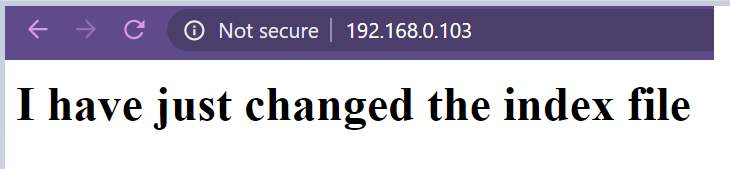 Not secure | 192.168.0.103
I have just changed the index file